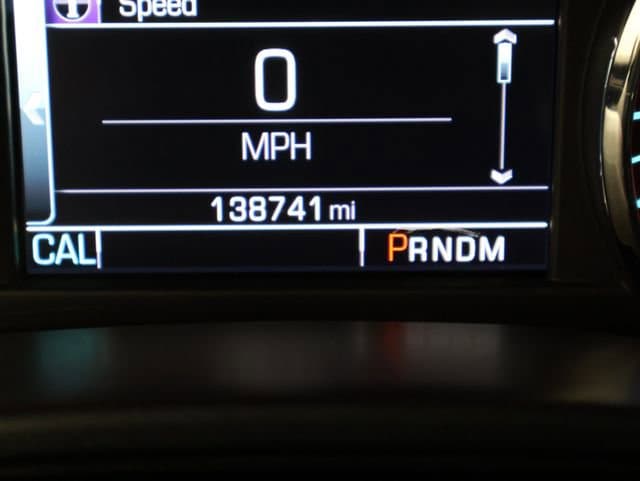 Speed
0
MPH
138741 mi
CAL PRNDM